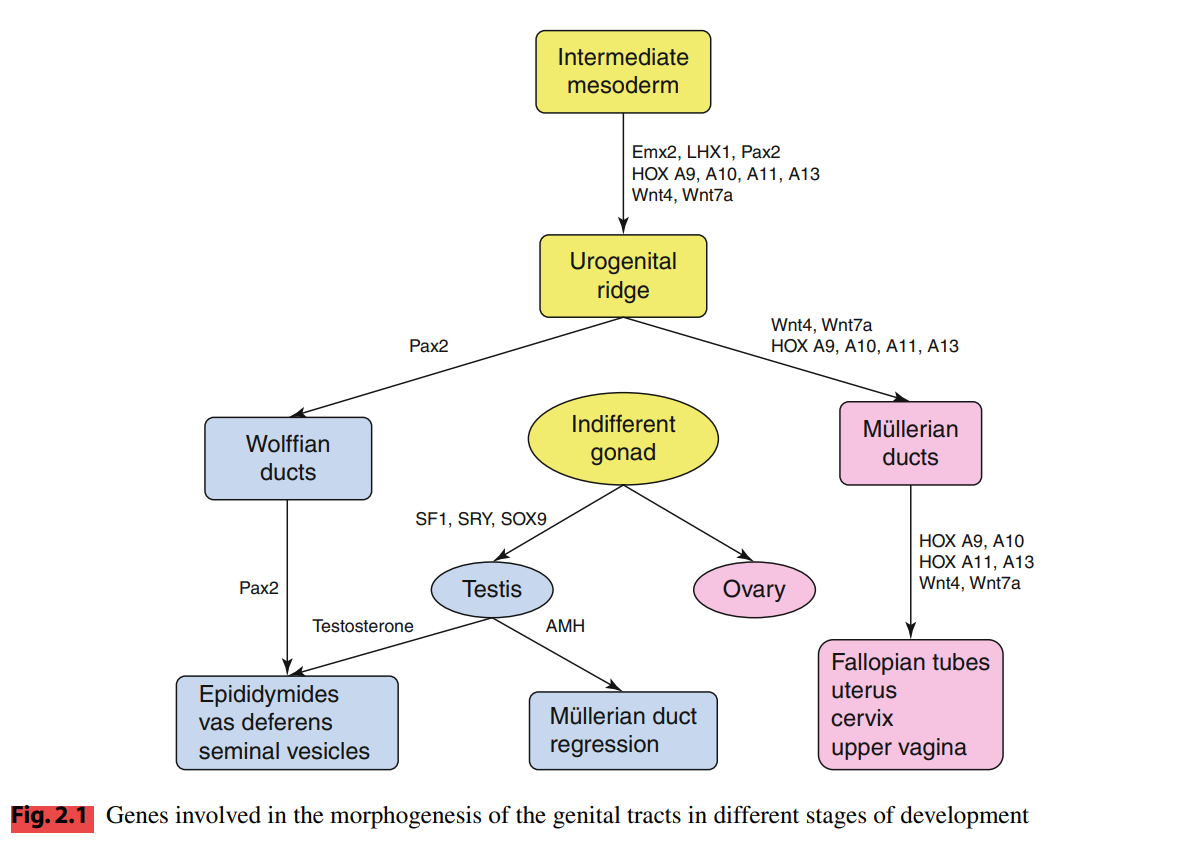 Intermediate
mesoderm
Emx2, LHX1, Pax2
HOX A9, A10, A11, A13
Wnt4, Wnt7a
Urogenital
ridge
Pax2
Wnt4, Wnt7a
HOX A9, A10, A11, A13
Wolffian
ducts
Indifferent
gonad
Müllerian
ducts
SF1, SRY, SOX9
HOX A9, A10
HOX A11, A13
Wnt4, Wnt7a
Pax2
Testis
Ovary
Testosterone
AMH
Epididymides
vas deferens
seminal vesicles
Müllerian duct
regression
Fallopian tubes
uterus
cervix
upper vagina
Fig. 2.1 Genes involved in the morphogenesis of the genital tracts in different stages of development